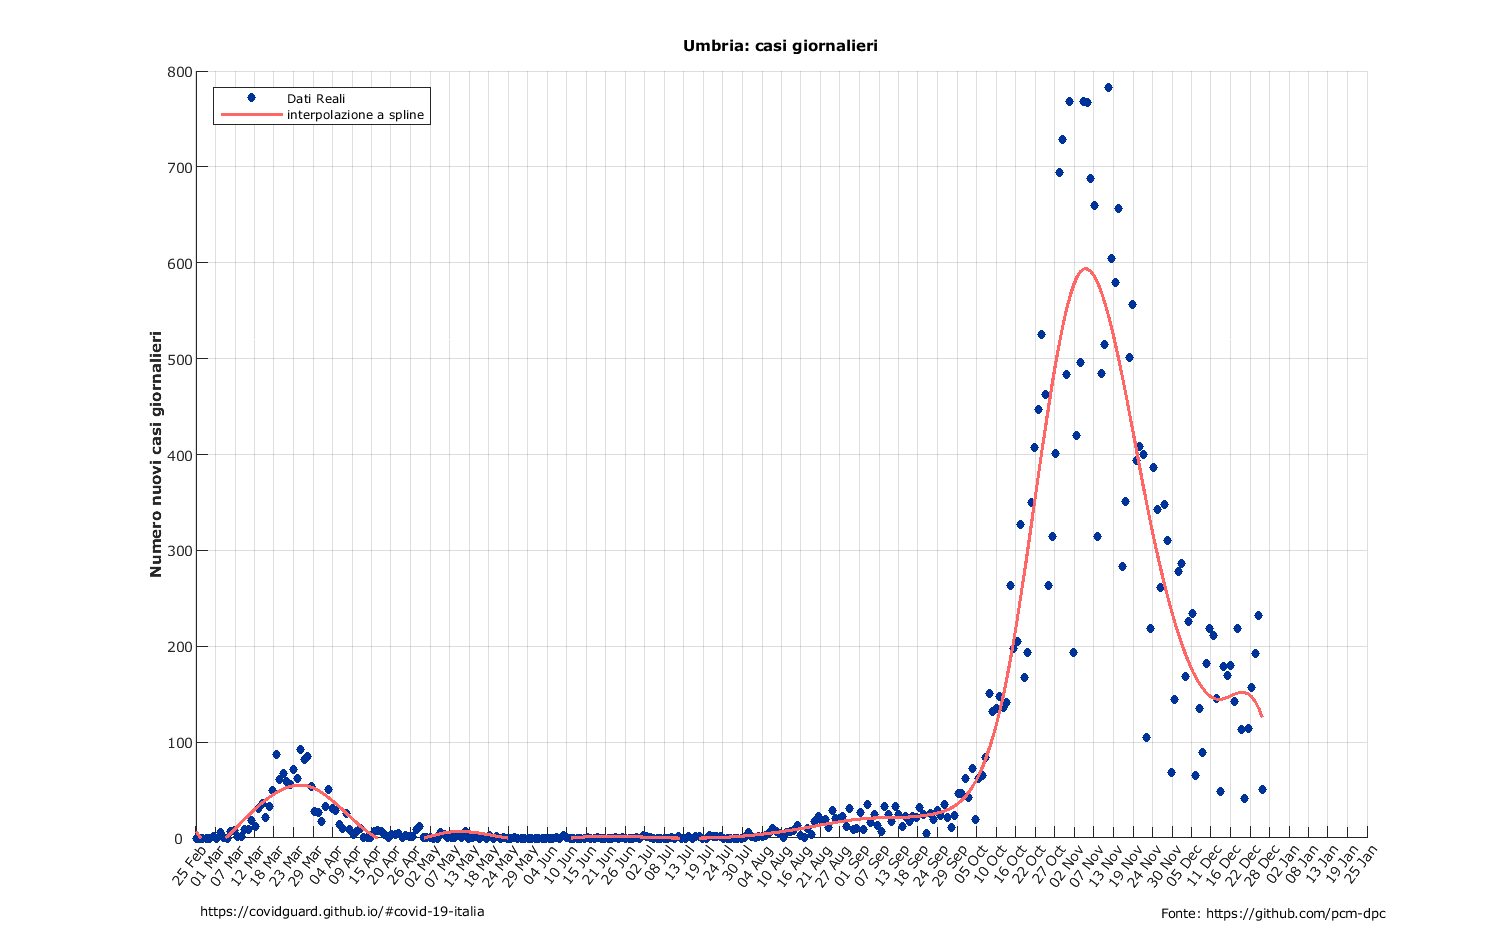 Umbria: casi giornalieri
Dati Reali
interpolazione a spline
Numero nuovi casi giornalieri
800
700
600
500
400
300
200
100
0
25 Feb
01 Mar
07 Mar
12 Mar
18 Mar
23 Mar
29 Mar
04 Apr
09 Apr
15 Apr
20 Apr
26 Apr
02 May
07 May
13 May
18 May
24 May
29 May
04 Jun
10 Jun
15 Jun
21 Jun
26 Jun
02 Jul
08 Jul
13 Jul
19 Jul
24 Jul
30 Jul
04 Aug
10 Aug
16 Aug
21 Aug
27 Aug
01 Sep
07 Sep
13 Sep
18 Sep
24 Sep
29 Sep
05 Oct
10 Oct
16 Oct
22 Oct
27 Oct
02 Nov
07 Nov
13 Nov
19 Nov
24 Nov
30 Nov
05 Dec
11 Dec
16 Dec
22 Dec
28 Dec
02 Jan
08 Jan
13 Jan
19 Jan
25 Jan
https://covidguard.github.io/#covid-19-italia
Fonte: https://github.com/pcm-dpc